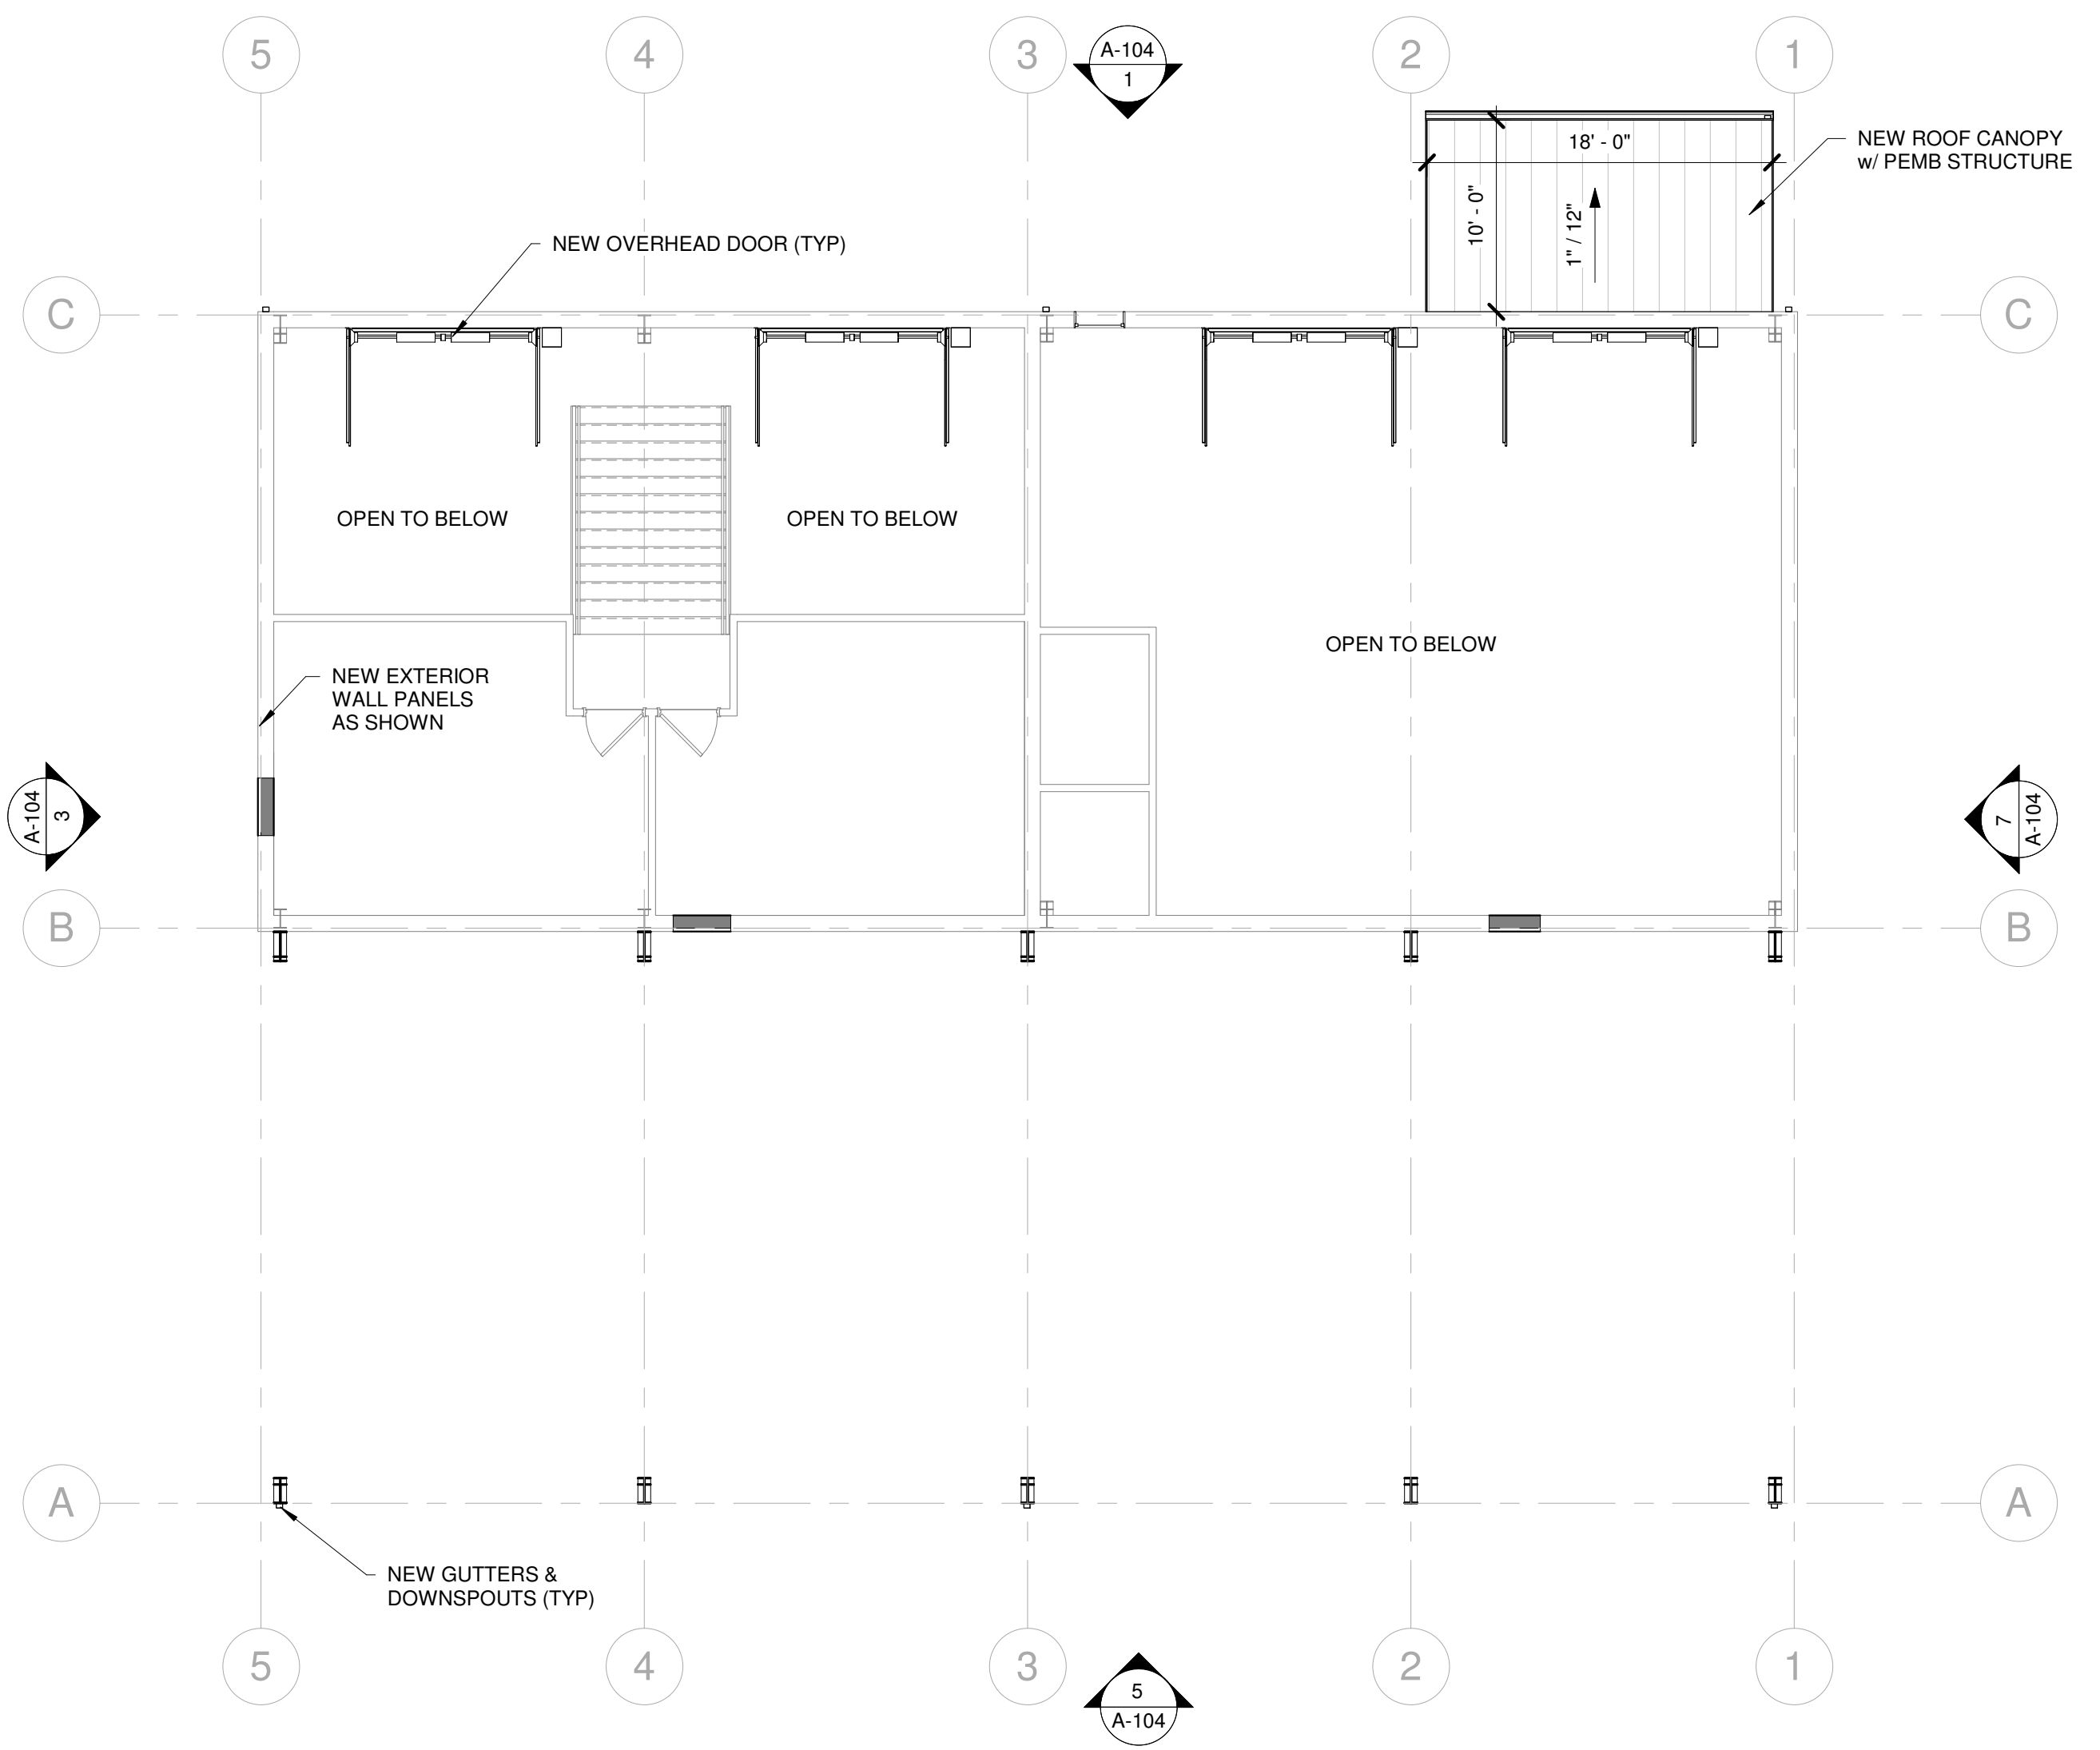 5
4
3
2
1
A-104
1
18' - 0"
10' - 0"
1" / 12"
NEW ROOF CANOPY
w/ PEMB STRUCTURE
NEW OVERHEAD DOOR (TYP)
C
C
OPEN TO BELOW
OPEN TO BELOW
OPEN TO BELOW
NEW EXTERIOR
WALL PANELS
AS SHOWN
A-104
3
7
A-104
B
B
A
A
NEW GUTTERS &
DOWNSPOUTS (TYP)
5
4
3
2
1
5
A-104